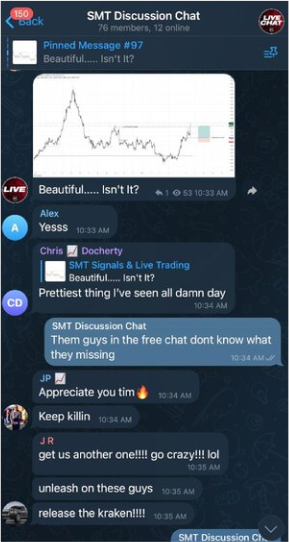 150
Back
SMT Discussion Chat
76 members, 12 online
LIVE
CHAT
Pinned Message #97
Beautiful..... Isn't It?
LIVE
Beautiful..... Isn't It?
1 53 10:33 AM
Alex
A
Yesss
10:33 AM
Chris 📈 Docherty
SMT Signals & Live Trading
Beautiful..... Isn't It?
CD
Prettiest thing I've seen all damn day
10:34 AM
SMT Discussion Chat
Them guys in the free chat dont know what
they missing
10:34 AM
JP 📈
Appreciate you tim🔥 10:34 AM
Keep killin 10:34 AM
J R
get us another one!!!! go crazy!!! lol
10:35 AM
unleash on these guys 10:35 AM
release the kraken!!!! 10:35 AM
SMT Discussion Ch